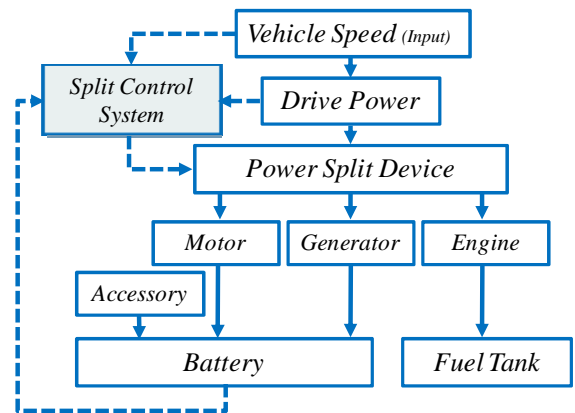 Vehicle Speed (Input)
Split Control
System
Drive Power
Power Split Device
Motor
Generator
Engine
Accessory
Battery
Fuel Tank